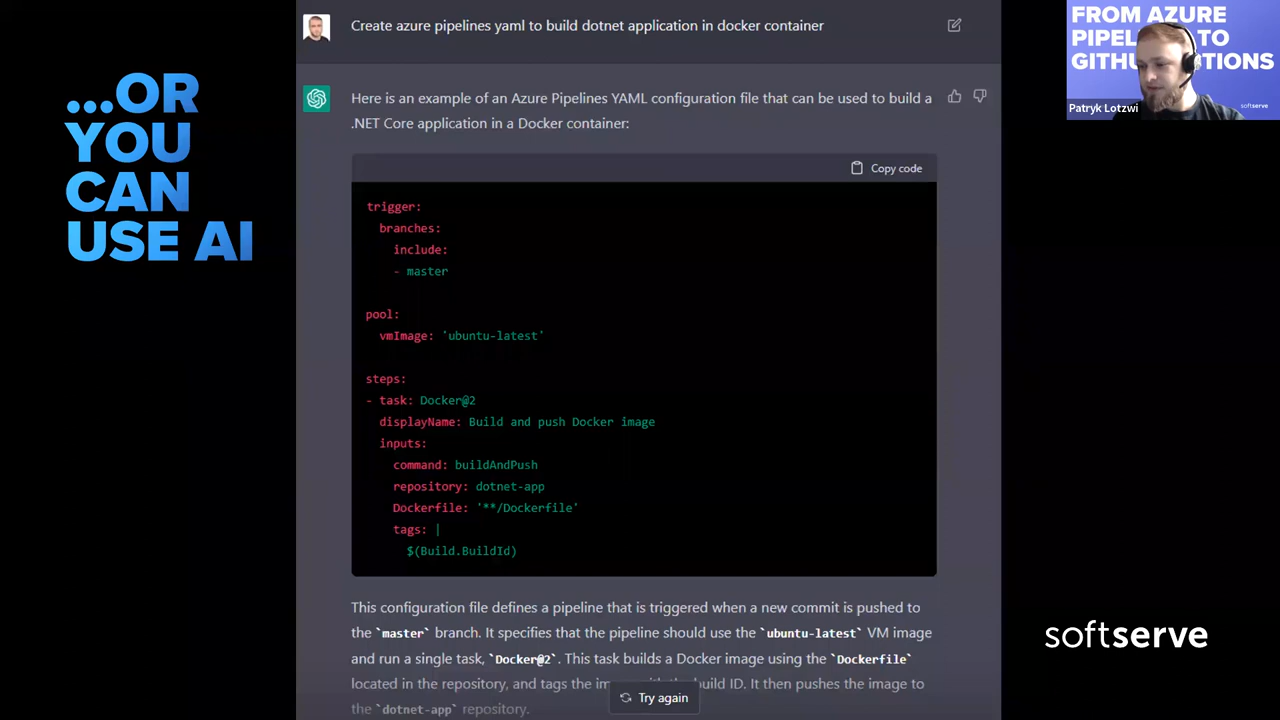 ...OR
YOU
CAN
USE AI
Create azure pipelines yaml to build dotnet application in docker container
Here is an example of an Azure Pipelines YAML configuration file that can be used to build a
.NET Core application in a Docker container:
Copy code
trigger:
branches:
include:
- master
pool:
vmImage: 'ubuntu-latest'
steps:
- task: Docker@2
displayName: Build and push Docker image
inputs:
command: buildAndPush
repository: dotnet-app
Dockerfile: '**/Dockerfile'
tags: |
$(Build.BuildId)
This configuration file defines a pipeline that is triggered when a new commit is pushed to
the `master` branch. It specifies that the pipeline should use the `ubuntu-latest` VM image
and run a single task, `Docker@2`. This task builds a Docker image using the `Dockerfile`
located in the repository, and tags the build ID. It then pushes the image to
the `dotnet-app` repository.
Try again
FROM AZURE
TO
Patryk Lotzwi
softserve
softserve